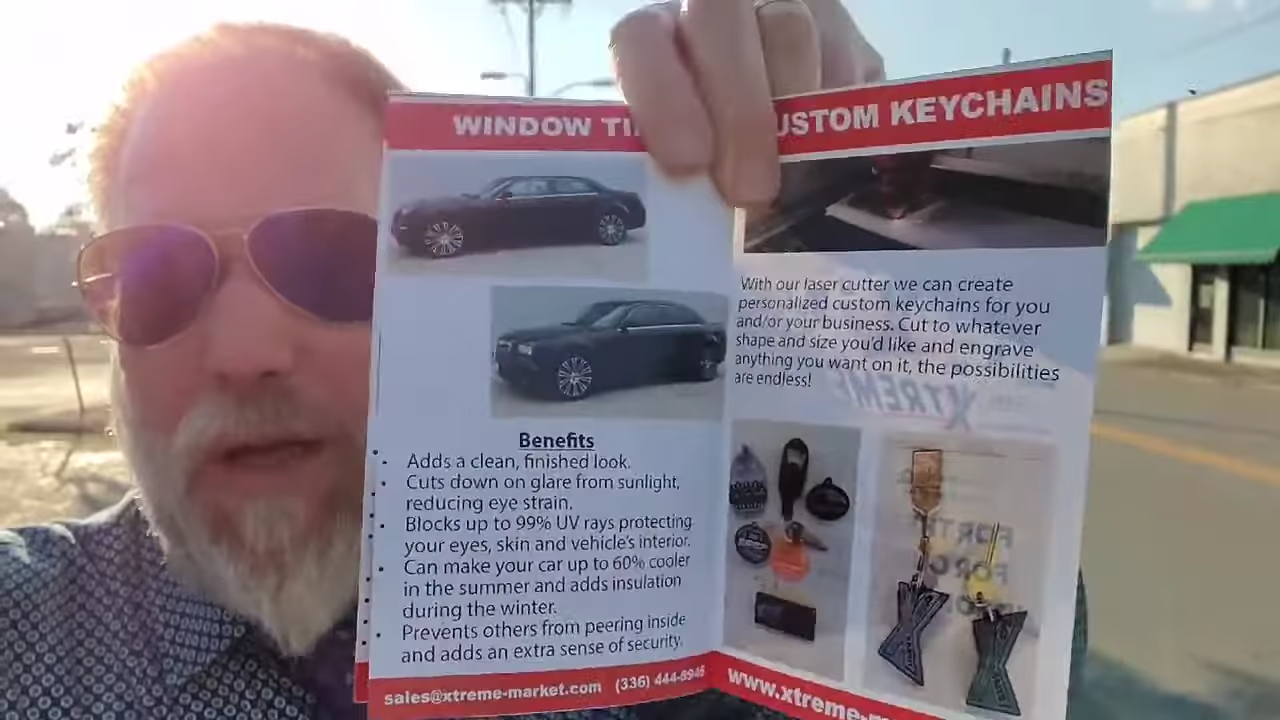 WINDOW TI
USTOM KEYCHAINS
With our laser cutter we can create
personalized custom keychains for you
and/or your business. Cut to whatever
shape and size you'd like and engrave
anything you want on it, the possibilities
are endless!
XTREME
Benefits
• Adds a clean, finished look.
• Cuts down on glare from sunlight,
reducing eye strain.
• Blocks up to 99% UV rays protecting
your eyes, skin and vehicle's interior.
• Can make your car up to 60% cooler
in the summer and adds insulation
during the winter.
• Prevents others from peering inside
and adds an extra sense of security.
sales@xtreme-market.com (336) 444-8946
www.xtreme-m